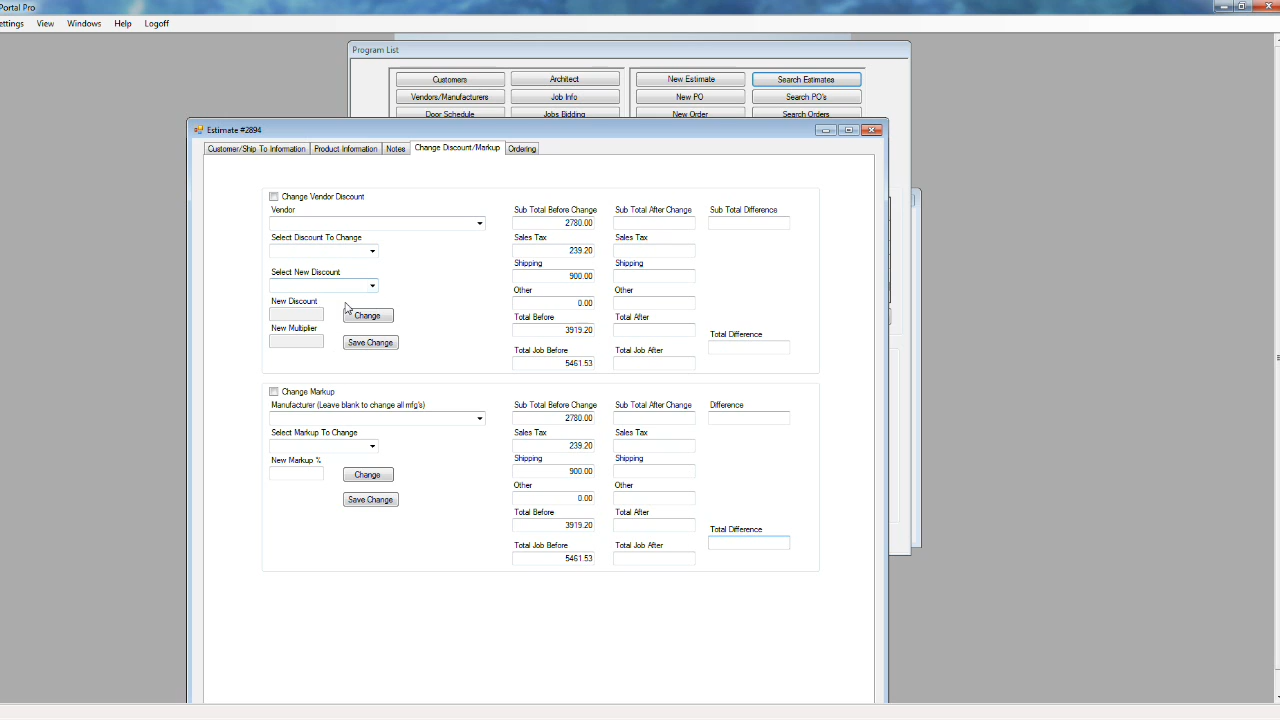 Portal Pro
ettings View Windows Help Logoff
Program List
Customers Architect New Estimate Search Estimates
Vendors/Manufacturers Job Info New PO Search PO's
Door Schedule Jobs Bidding New Order Search Orders
Estimate #2894
Customer/Ship To Information Product Information Notes Change Discount/Markup Ordering
Change Vendor Discount
Vendor Sub Total Before Change Sub Total After Change Sub Total Difference
2780.00
Select Discount To Change Sales Tax Sales Tax
239.20
Shipping Shipping
Select New Discount 900.00
Other Other
New Discount 0.00
Change Total Before Total After
New Multiplier 3919.20 Total Difference
Save Change Total Job Before Total Job After
5461.53
Change Markup
Manufacturer (Leave blank to change all mfg's) Sub Total Before Change Sub Total After Change Difference
2780.00
Select Markup To Change Sales Tax Sales Tax
239.20
New Markup % Shipping Shipping
Change 900.00
Other Other
Save Change 0.00
Total Before Total After
3919.20 Total Difference
Total Job Before Total Job After
5461.53